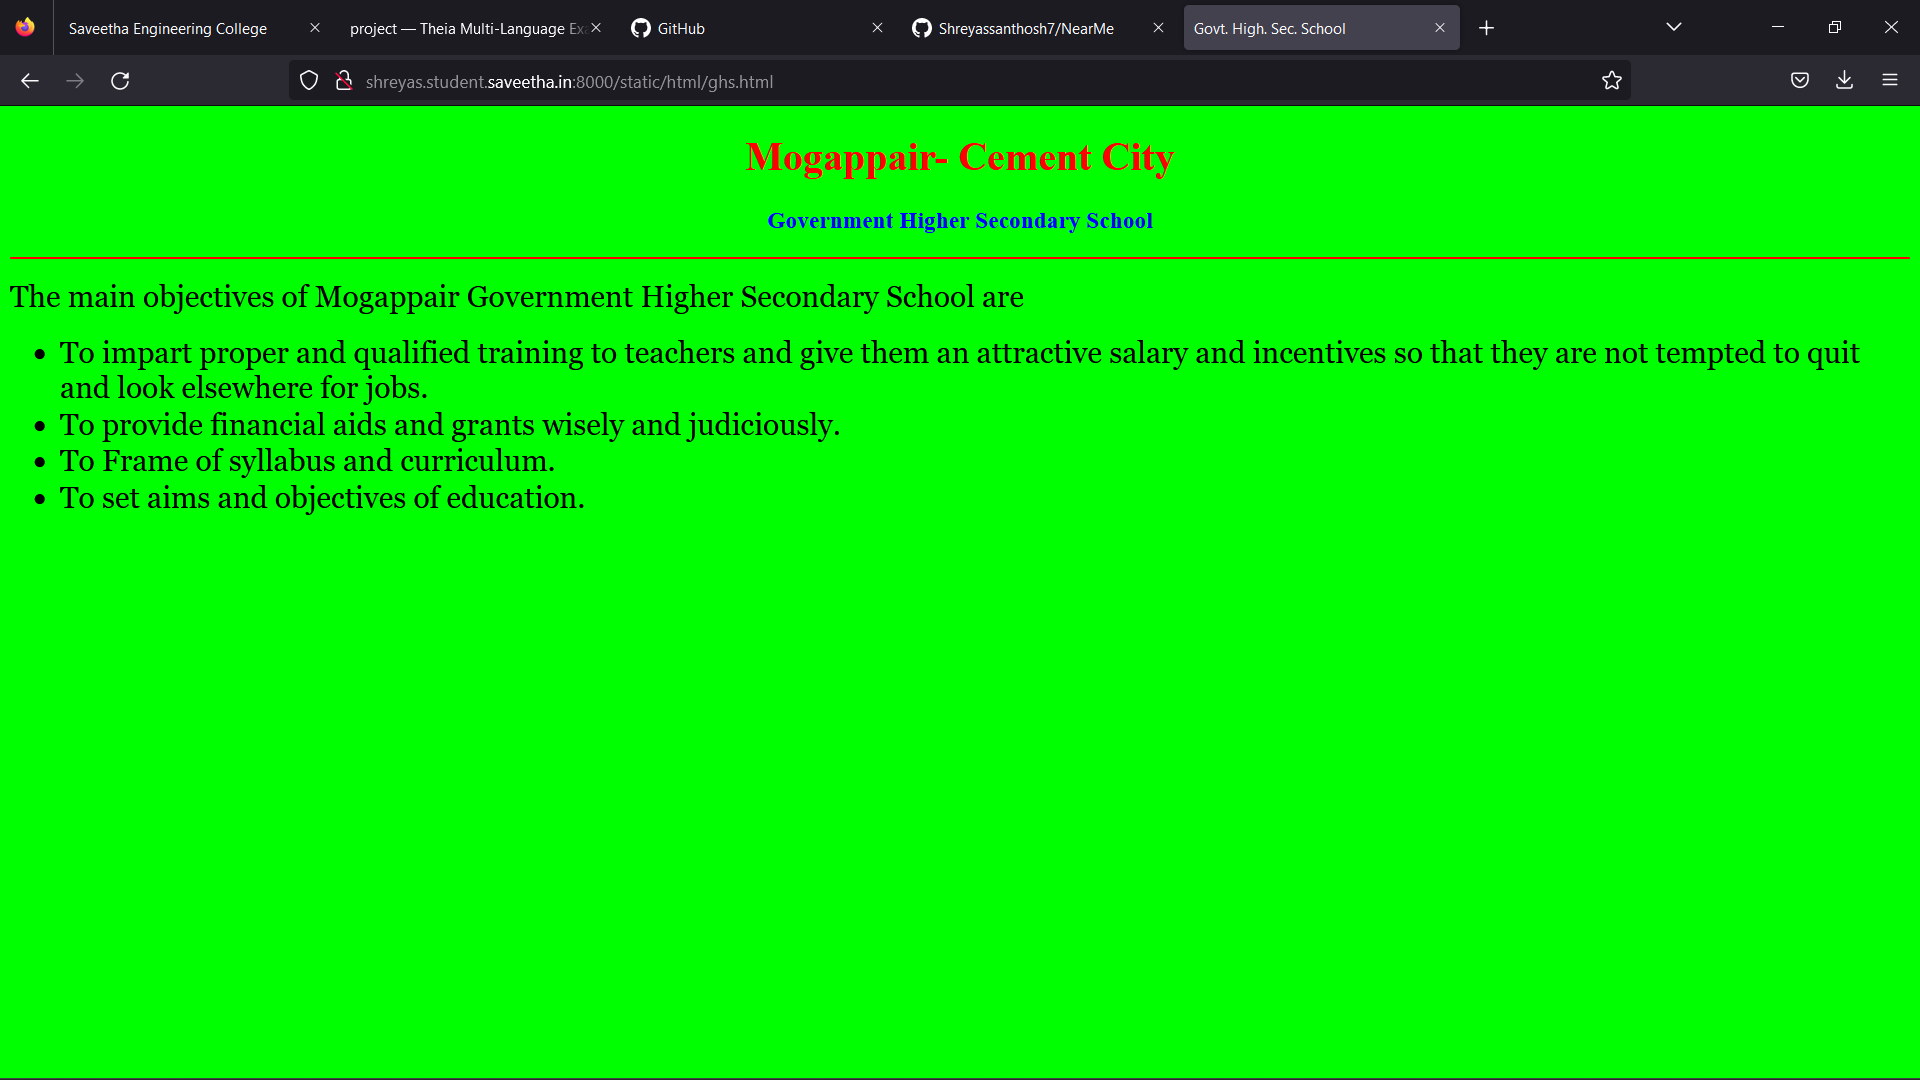 Saveetha Engineering College
project — Theia Multi-Language Ex
GitHub
Shreyassanthosh7/NearMe
Govt. High. Sec. School
shreyas.student.saveetha.in:8000/static/html/ghs.html
Mogappair- Cement City
Government Higher Secondary School
The main objectives of Mogappair Government Higher Secondary School are
• To impart proper and qualified training to teachers and give them an attractive salary and incentives so that they are not tempted to quit
and look elsewhere for jobs.
• To provide financial aids and grants wisely and judiciously.
• To Frame of syllabus and curriculum.
• To set aims and objectives of education.